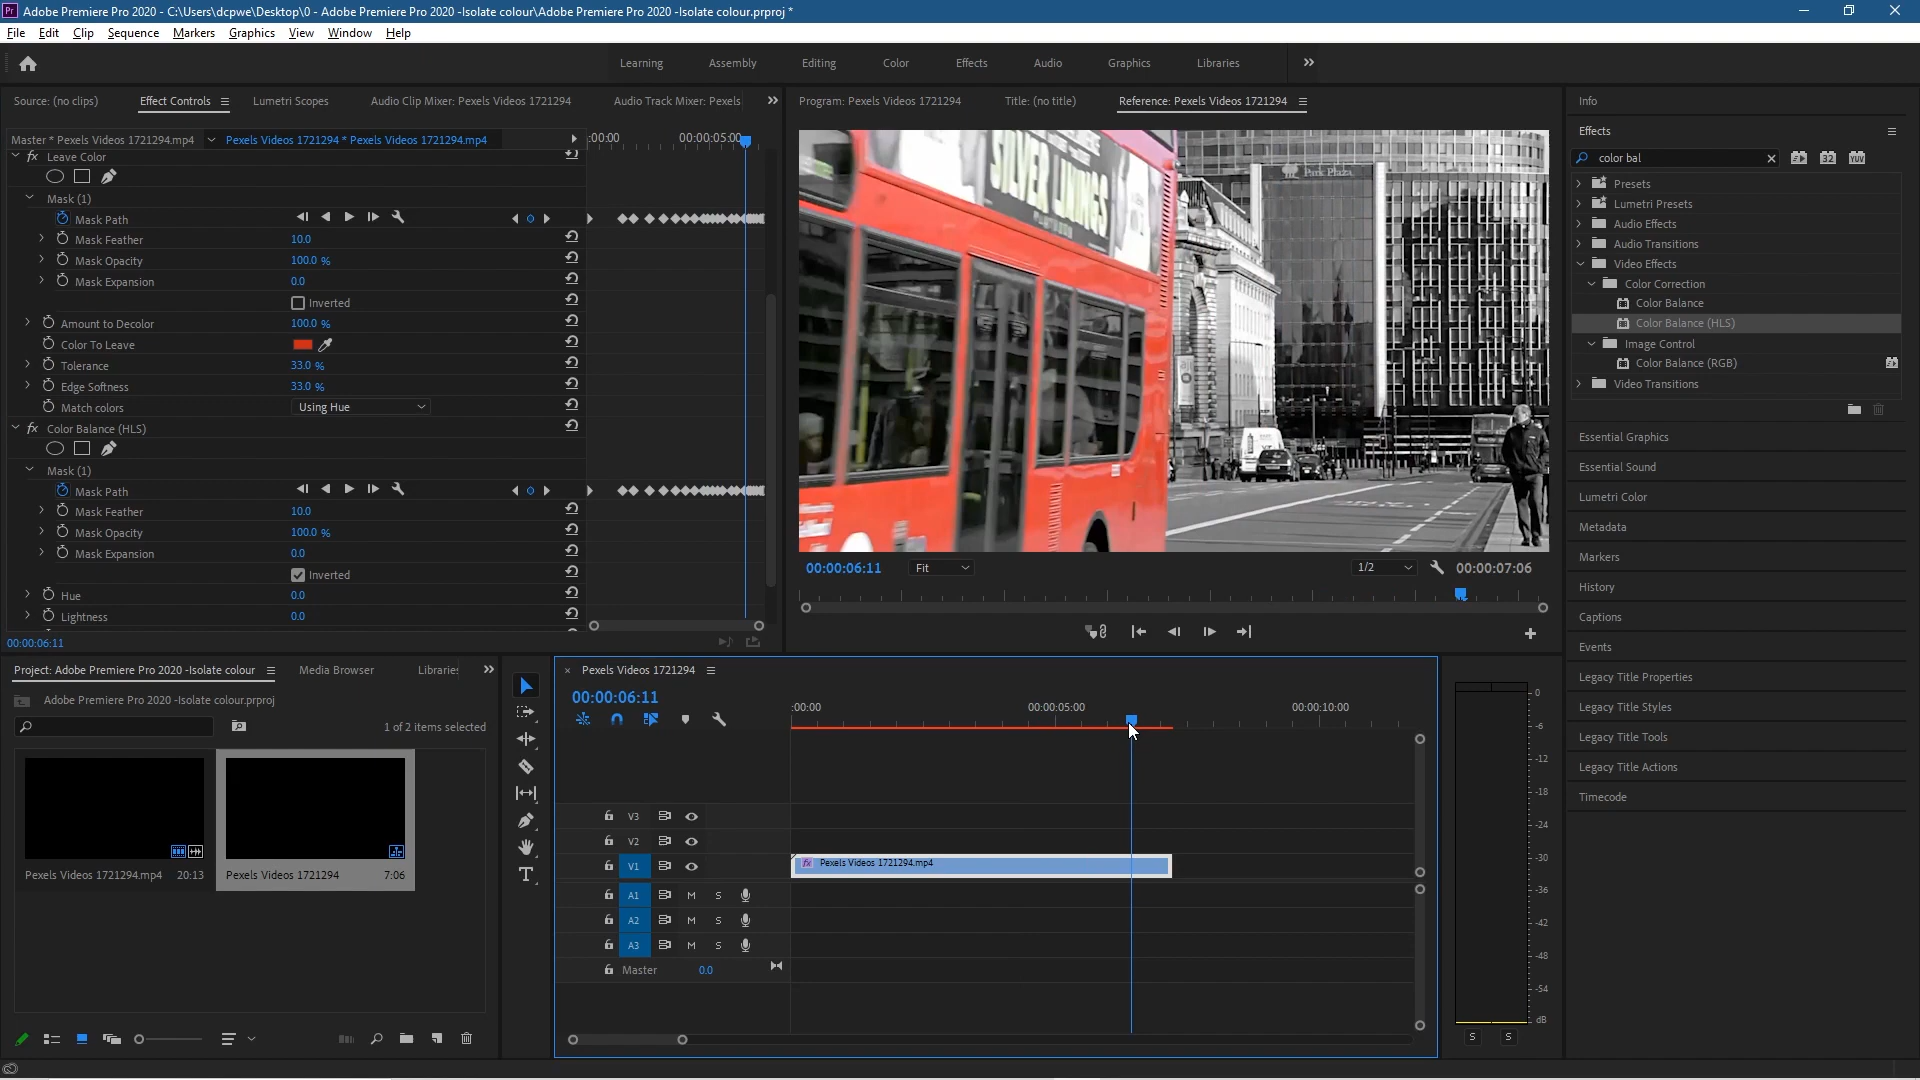 Adobe Premiere Pro 2020 - C:\Users\dcpwe\Desktop\0 - Adobe Premiere Pro 2020 -Isolate colour\Adobe Premiere Pro 2020 -Isolate colour.prproj *
File Edit Clip Sequence Markers Graphics View Window Help
Learning Assembly Editing Color Effects Audio Graphics Libraries
Source: (no clips) Effect Controls Lumetri Scopes Audio Clip Mixer: Pexels Videos 1721294 Audio Track Mixer: Pexels
Master * Pexels Videos 1721294.mp4 Pexels Videos 1721294 * Pexels Videos 1721294.mp4 :00:00 00:00:05:00
Leave Color
Mask (1)
Mask Path
Mask Feather 10.0
Mask Opacity 100.0 %
Mask Expansion 0.0
Inverted
Amount to Decolor 100.0 %
Color To Leave
Tolerance 33.0 %
Edge Softness 33.0 %
Match colors Using Hue
Color Balance (HLS)
Mask (1)
Mask Path
Mask Feather 10.0
Mask Opacity 100.0 %
Mask Expansion 0.0
Inverted
Hue 0.0
Lightness 0.0
00:00:06:11
Program: Pexels Videos 1721294 Title: (no title) Reference: Pexels Videos 1721294
SILVER LININGS
Park Plaza
00:00:06:11 Fit 1/2 00:00:07:06
Info
Effects
color bal 32 YUV
Presets
Lumetri Presets
Audio Effects
Audio Transitions
Video Effects
Color Correction
Color Balance
Color Balance (HLS)
Image Control
Color Balance (RGB)
Video Transitions
Essential Graphics
Essential Sound
Lumetri Color
Metadata
Markers
History
Captions
Events
Legacy Title Properties
Legacy Title Styles
Legacy Title Tools
Legacy Title Actions
Timecode
Project: Adobe Premiere Pro 2020 -Isolate colour Media Browser Libraries
Adobe Premiere Pro 2020 -Isolate colour.prproj
1 of 2 items selected
Pexels Videos 1721294.mp4 20:13
Pexels Videos 1721294 7:06
Pexels Videos 1721294
00:00:06:11
:00:00 00:00:05:00 00:00:10:00
V3
V2
V1 fx Pexels Videos 1721294.mp4
A1 M S
A2 M S
A3 M S
Master 0.0
0
-6
-12
-18
-24
-30
-36
-42
-48
-54
dB
S S